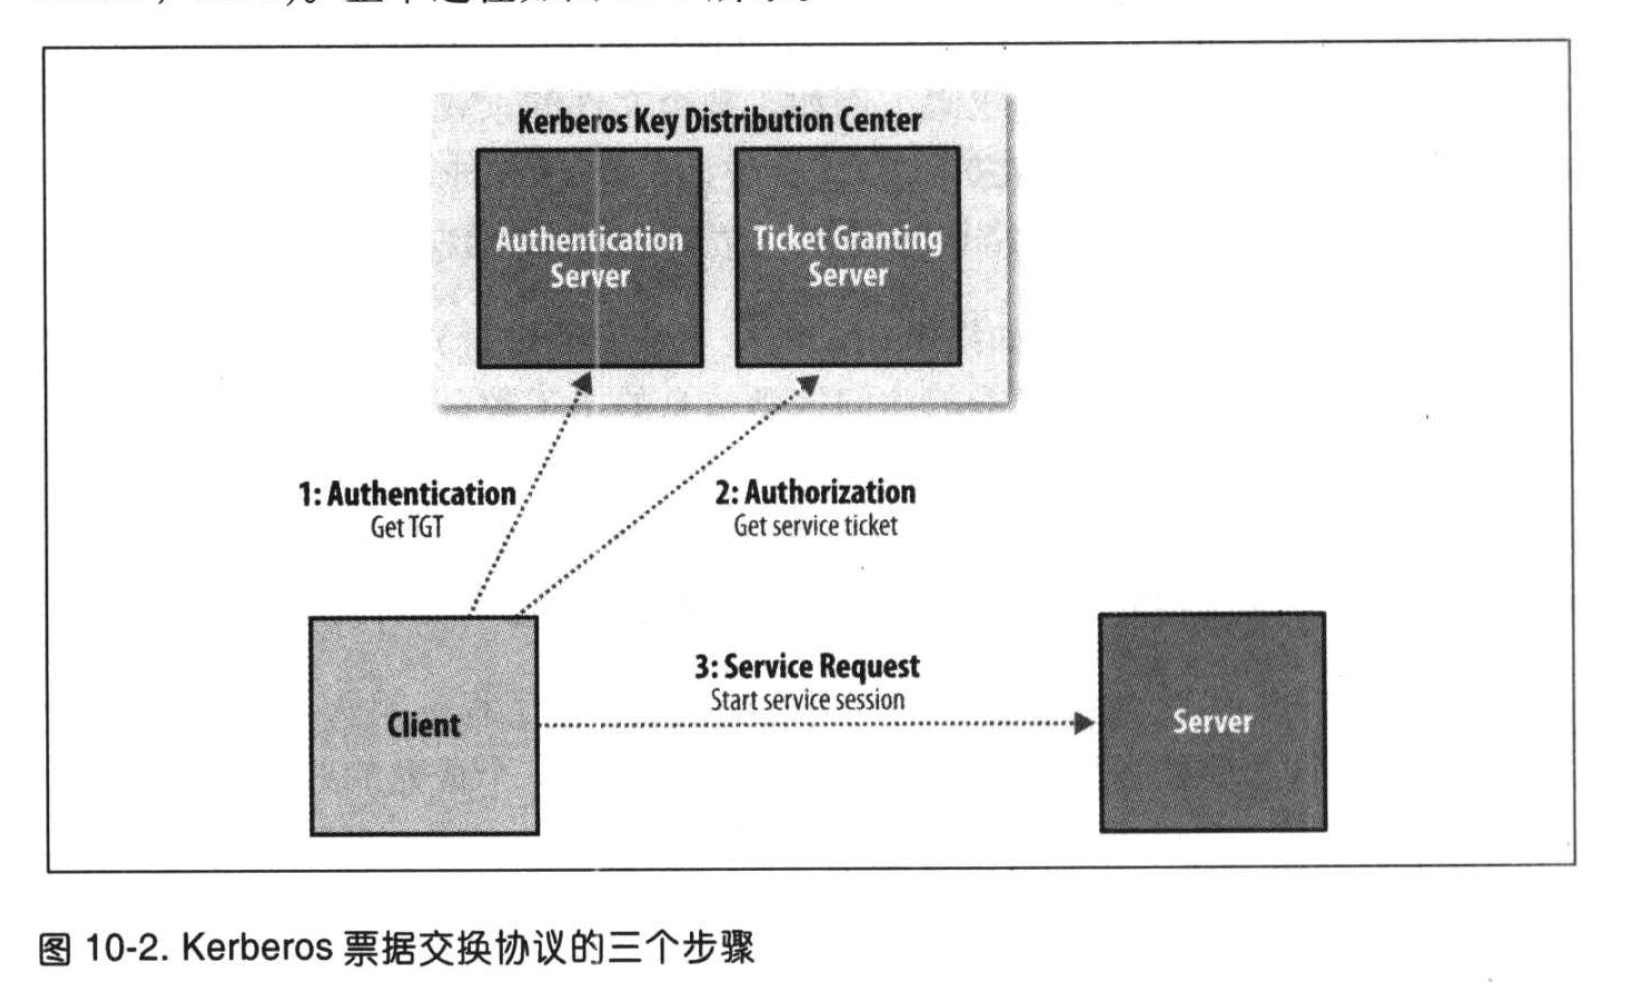 Kerberos Key Distribution Center
Authentication
Server
Ticket Granting
Server
1: Authentication
Get TGT
2: Authorization
Get service ticket
3: Service Request
Start service session
Client
Server
图 10-2. Kerberos 票据交换协议的三个步骤